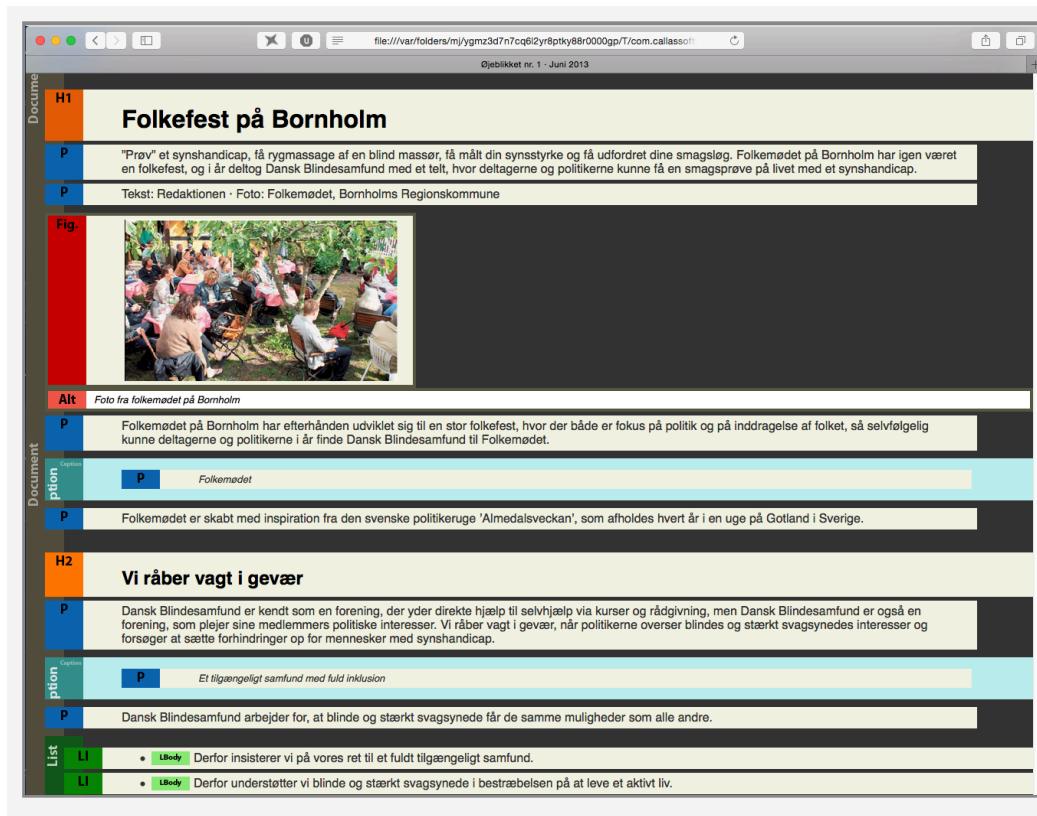 file:///var/folders/mj/ygmz3d7n7cq6l2yr8ptky88r0000gp/T/com.callassoft
Øjeblikket nr. 1 - Juni 2013
Docume
H1
Folkefest på Bornholm
P
"Prøv" et synshandicap, få rygmassage af en blind massør, få målt din synsstyrke og få udfordret dine smagsløg. Folkemødet på Bornholm har igen været
en folkefest, og i år deltog Dansk Blindesamfund med et telt, hvor deltagerne og politikerne kunne få en smagsprøve på livet med et synshandicap.
P
Tekst: Redaktionen · Foto: Folkemødet, Bornholms Regionskommune
Fig.
Alt
Foto fra folkemødet på Bornholm
P
Folkemødet på Bornholm har efterhånden udviklet sig til en stor folkefest, hvor der både er fokus på politik og på inddragelse af folket, så selvfølgelig
kunne deltagerne og politikerne i år finde Dansk Blindesamfund til Folkemødet.
Document
ption
Caption
P
Folkemødet
P
Folkemødet er skabt med inspiration fra den svenske politikeruge 'Almedalsveckan', som afholdes hvert år i en uge på Gotland i Sverige.
H2
Vi råber vagt i gevær
P
Dansk Blindesamfund er kendt som en forening, der yder direkte hjælp til selvhjælp via kurser og rådgivning, men Dansk Blindesamfund er også en
forening, som plejer sine medlemmers politiske interesser. Vi råber vagt i gevær, når politikerne overser blindes og stærkt svagsynedes interesser og
forsøger at sætte forhindringer op for mennesker med synshandicap.
ption
Caption
P
Et tilgængeligt samfund med fuld inklusion
P
Dansk Blindesamfund arbejder for, at blinde og stærkt svagsynede får de samme muligheder som alle andre.
List
LI
• LBody Derfor insisterer vi på vores ret til et fuldt tilgængeligt samfund.
LI
• LBody Derfor understøtter vi blinde og stærkt svagsynede i bestræbelsen på at leve et aktivt liv.